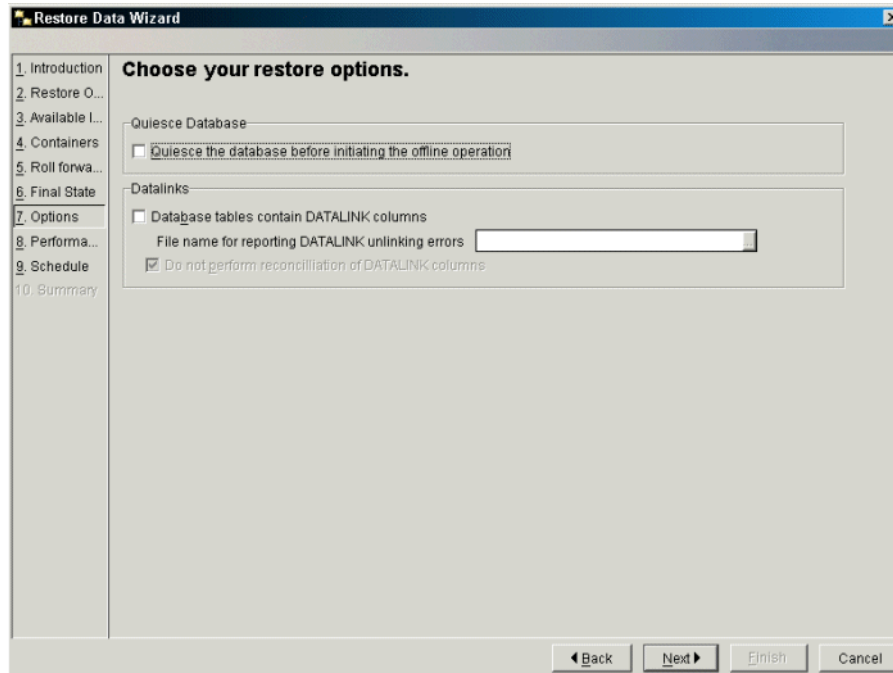 Restore Data Wizard
1. Introduction
2. Restore O...
3. Available I...
4. Containers
5. Roll forwa...
6. Final State
7. Options
8. Performa...
9. Schedule
10. Summary
Choose your restore options.
Quiesce Database
Quiesce the database before initiating the offline operation
Datalinks
Database tables contain DATALINK columns
File name for reporting DATALINK unlinking errors
...
Do not perform reconcilliation of DATALINK columns
Back
Next
Finish
Cancel